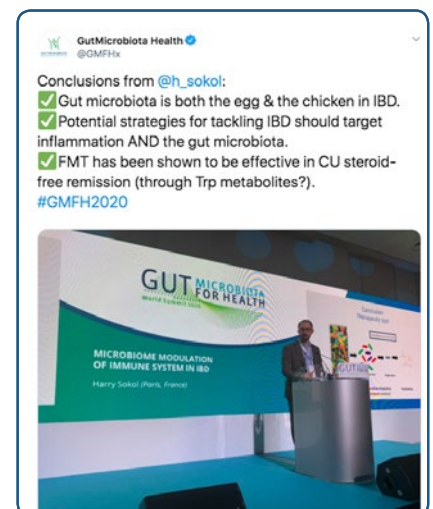 GutMicrobiota Health
@GMFHx
Conclusions from @h_sokol:
✅Gut microbiota is both the egg & the chicken in IBD.
✅Potential strategies for tackling IBD should target
inflammation AND the gut microbiota.
✅FMT has been shown to be effective in CU steroid-
free remission (through Trp metabolites?).
#GMFH2020
GUT MICROBIOTA
FOR HEALTH
World Summit 2020
MICROBIOME MODULATION
OF IMMUNE SYSTEM IN IBD
Harry Sokol (Paris, France)
Conclusion
GUT